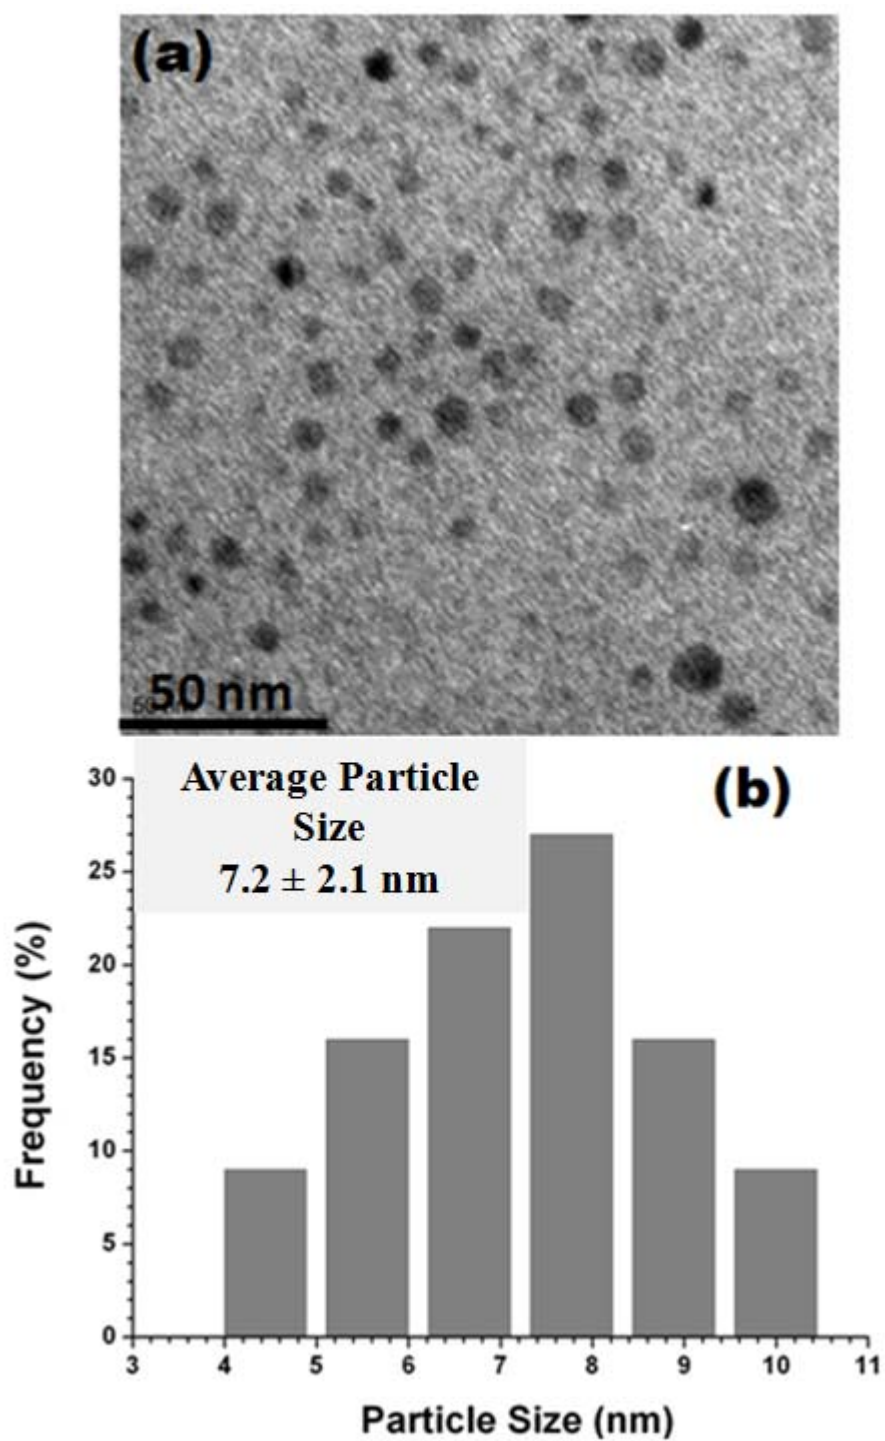 (a)
50 nm
Average Particle
Size
7.2 ± 2.1 nm
(b)
Frequency (%)
30
25
20
15
10
5
0
3 4 5 6 7 8 9 10 11
Particle Size (nm)